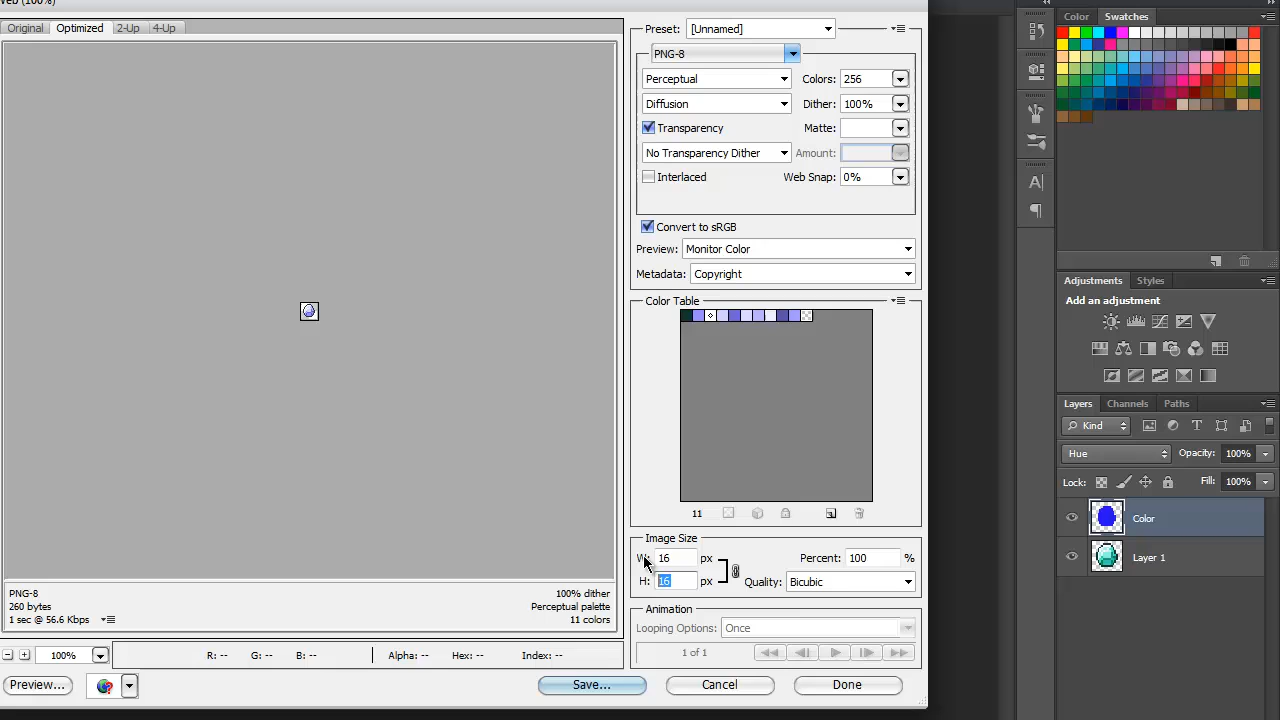 Web (100%)
Original Optimized 2-Up 4-Up
Preset: [Unnamed]
PNG-8
Perceptual Colors: 256
Diffusion Dither: 100%
Transparency Matte:
No Transparency Dither Amount:
Interlaced Web Snap: 0%
Convert to sRGB
Preview: Monitor Color
Metadata: Copyright
Color Table
11
Image Size
W: 16 px Percent: 100 %
H: 16 px Quality: Bicubic
Animation
Looping Options: Once
1 of 1
PNG-8 100% dither
260 bytes Perceptual palette
1 sec @ 56.6 Kbps 11 colors
100% R: -- G: -- B: -- Alpha: -- Hex: -- Index: --
Preview... Save... Cancel Done
Color Swatches
Adjustments Styles
Add an adjustment
Layers Channels Paths
Kind
Hue Opacity: 100%
Lock: Fill: 100%
Color
Layer 1